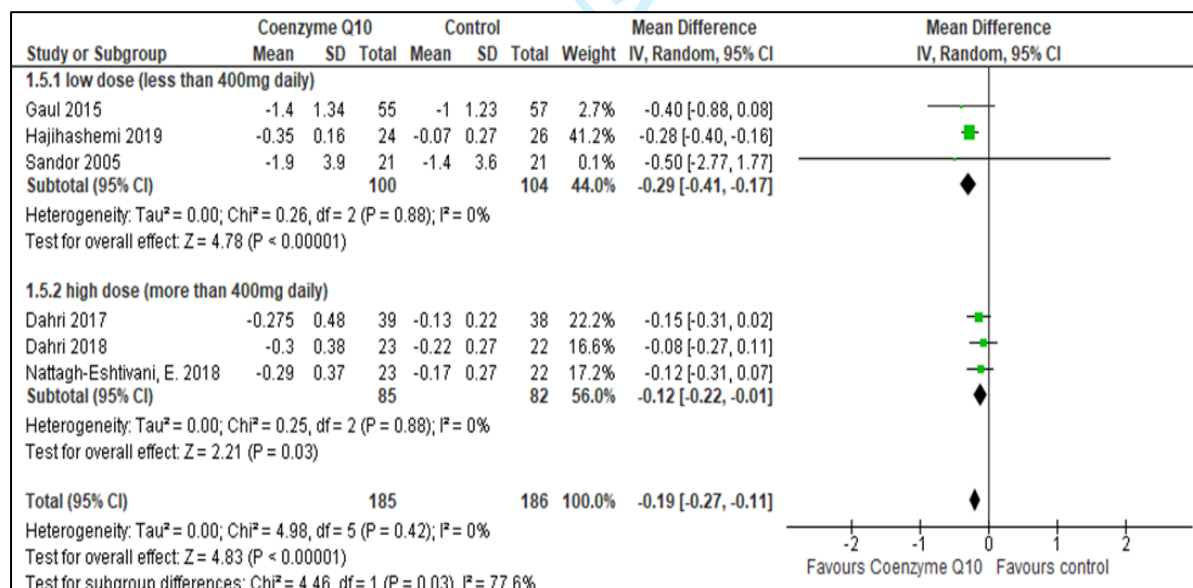 Coenzyme Q10 Control Mean Difference Mean Difference
Study or Subgroup Mean SD Total Mean SD Total Weight IV, Random, 95% CI IV, Random, 95% CI
1.5.1 low dose (less than 400mg daily)
Gaul 2015 -1.4 1.34 55 -1 1.23 57 2.7% -0.40 [-0.88, 0.08]
Hajihashemi 2019 -0.35 0.16 24 -0.07 0.27 26 41.2% -0.28 [-0.40, -0.16]
Sandor 2005 -1.9 3.9 21 -1.4 3.6 21 0.1% -0.50 [-2.77, 1.77]
Subtotal (95% CI) 100 104 44.0% -0.29 [-0.41, -0.17]
Heterogeneity: Tau² = 0.00; Chi² = 0.26, df = 2 (P = 0.88); I² = 0%
Test for overall effect: Z = 4.78 (P < 0.00001)
1.5.2 high dose (more than 400mg daily)
Dahri 2017 -0.275 0.48 39 -0.13 0.22 38 22.2% -0.15 [-0.31, 0.02]
Dahri 2018 -0.3 0.38 23 -0.22 0.27 22 16.6% -0.08 [-0.27, 0.11]
Nattagh-Eshtivani, E. 2018 -0.29 0.37 23 -0.17 0.27 22 17.2% -0.12 [-0.31, 0.07]
Subtotal (95% CI) 85 82 56.0% -0.12 [-0.22, -0.01]
Heterogeneity: Tau² = 0.00; Chi² = 0.25, df = 2 (P = 0.88); I² = 0%
Test for overall effect: Z = 2.21 (P = 0.03)
Total (95% CI) 185 186 100.0% -0.19 [-0.27, -0.11]
Heterogeneity: Tau² = 0.00; Chi² = 4.98, df = 5 (P = 0.42); I² = 0%
Test for overall effect: Z = 4.83 (P < 0.00001)
Test for subgroup differences: Chi² = 4.46, df = 1 (P = 0.03), I² = 77.6%
-2 -1 0 1 2
Favours Coenzyme Q10 Favours control